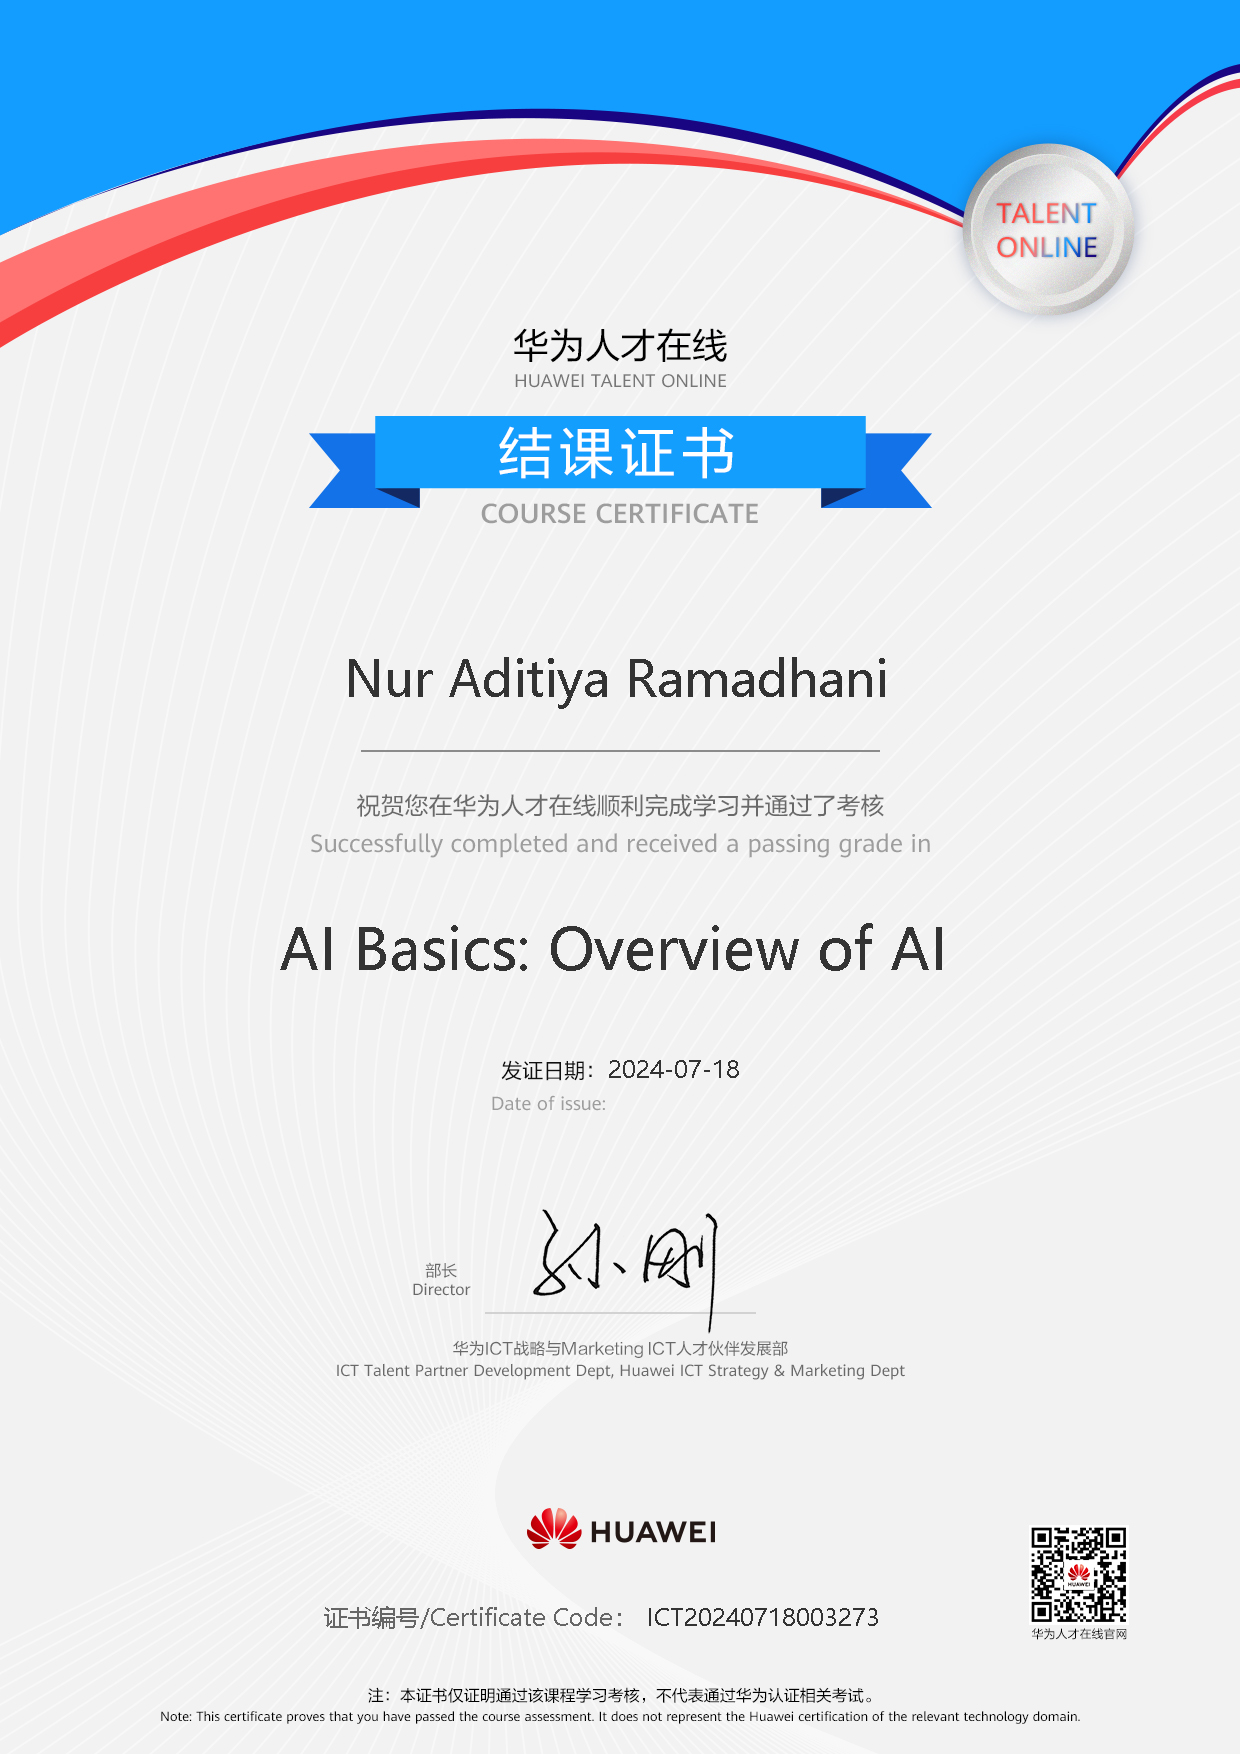 TALENT
ONLINE
华为人才在线
HUAWEI TALENT ONLINE
结课证书
COURSE CERTIFICATE
Nur Aditiya Ramadhani
祝贺您在华为人才在线顺利完成学习并通过了考核
Successfully completed and received a passing grade in
AI Basics: Overview of AI
发证日期：2024-07-18
Date of issue:
孙刚
部长
Director
华为ICT战略与Marketing ICT人才伙伴发展部
ICT Talent Partner Development Dept, Huawei ICT Strategy & Marketing Dept
HUAWEI
HUAWEI
证书编号/Certificate Code： ICT20240718003273
华为人才在线官网
注：本证书仅证明通过该课程学习考核，不代表通过华为认证相关考试。
Note: This certificate proves that you have passed the course assessment. It does not represent the Huawei certification of the relevant technology domain.